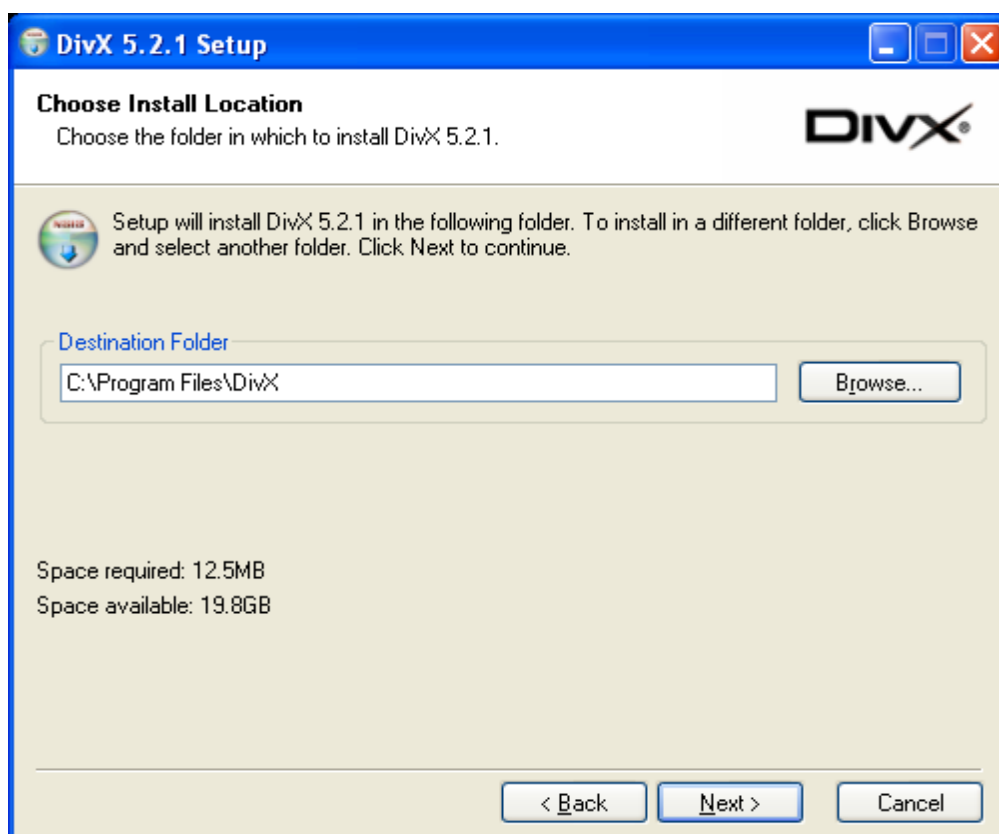 DivX 5.2.1 Setup
Choose Install Location
Choose the folder in which to install DivX 5.2.1.
DIVX®
Setup will install DivX 5.2.1 in the following folder. To install in a different folder, click Browse
and select another folder. Click Next to continue.
Destination Folder
C:\Program Files\DivX
Browse...
Space required: 12.5MB
Space available: 19.8GB
< Back
Next >
Cancel